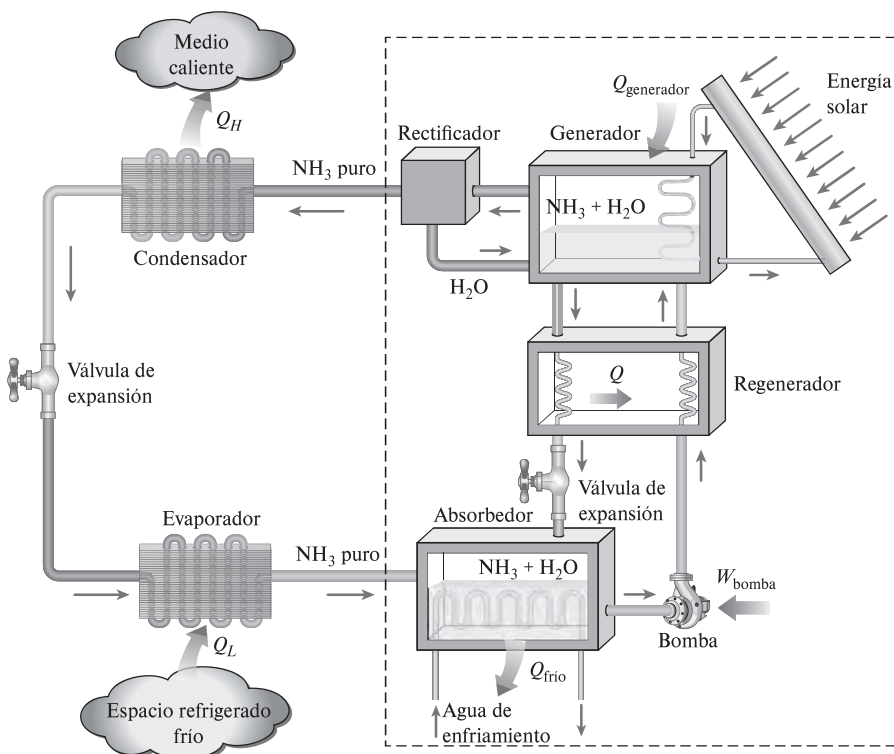 Medio
caliente
Q_H
Q_generador
Energía
solar
Rectificador
Generador
NH₃ puro
NH₃ + H₂O
Condensador
H₂O
Válvula de
expansión
Q
Regenerador
Válvula de
expansión
Evaporador
Absorbedor
NH₃ puro
NH₃ + H₂O
W_bomba
Bomba
Q_L
Q_frío
Espacio refrigerado
frío
Agua de
enfriamiento